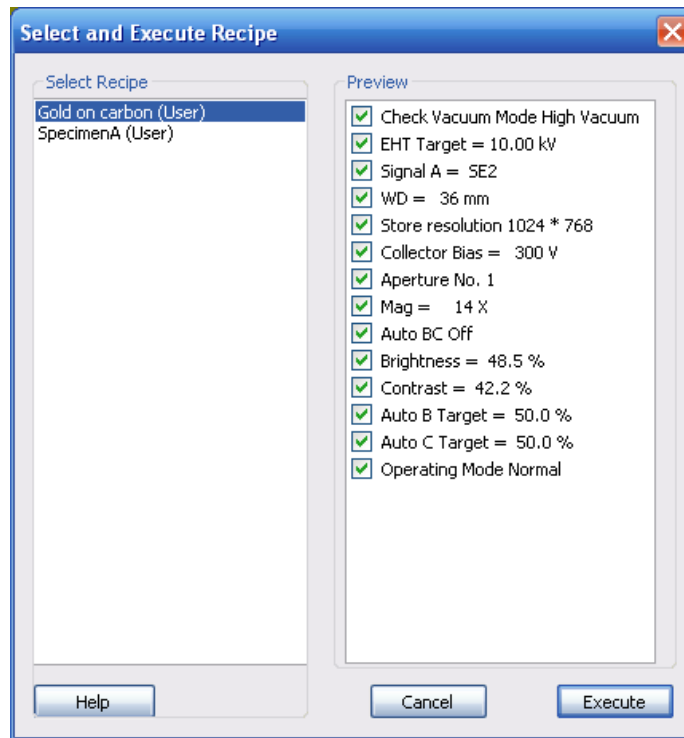 Select and Execute Recipe
Select Recipe
Gold on carbon (User)
SpecimenA (User)
Preview
Check Vacuum Mode High Vacuum
EHT Target = 10.00 kV
Signal A = SE2
WD = 36 mm
Store resolution 1024 * 768
Collector Bias = 300 V
Aperture No. 1
Mag = 14 X
Auto BC Off
Brightness = 48.5 %
Contrast = 42.2 %
Auto B Target = 50.0 %
Auto C Target = 50.0 %
Operating Mode Normal
Help
Cancel
Execute